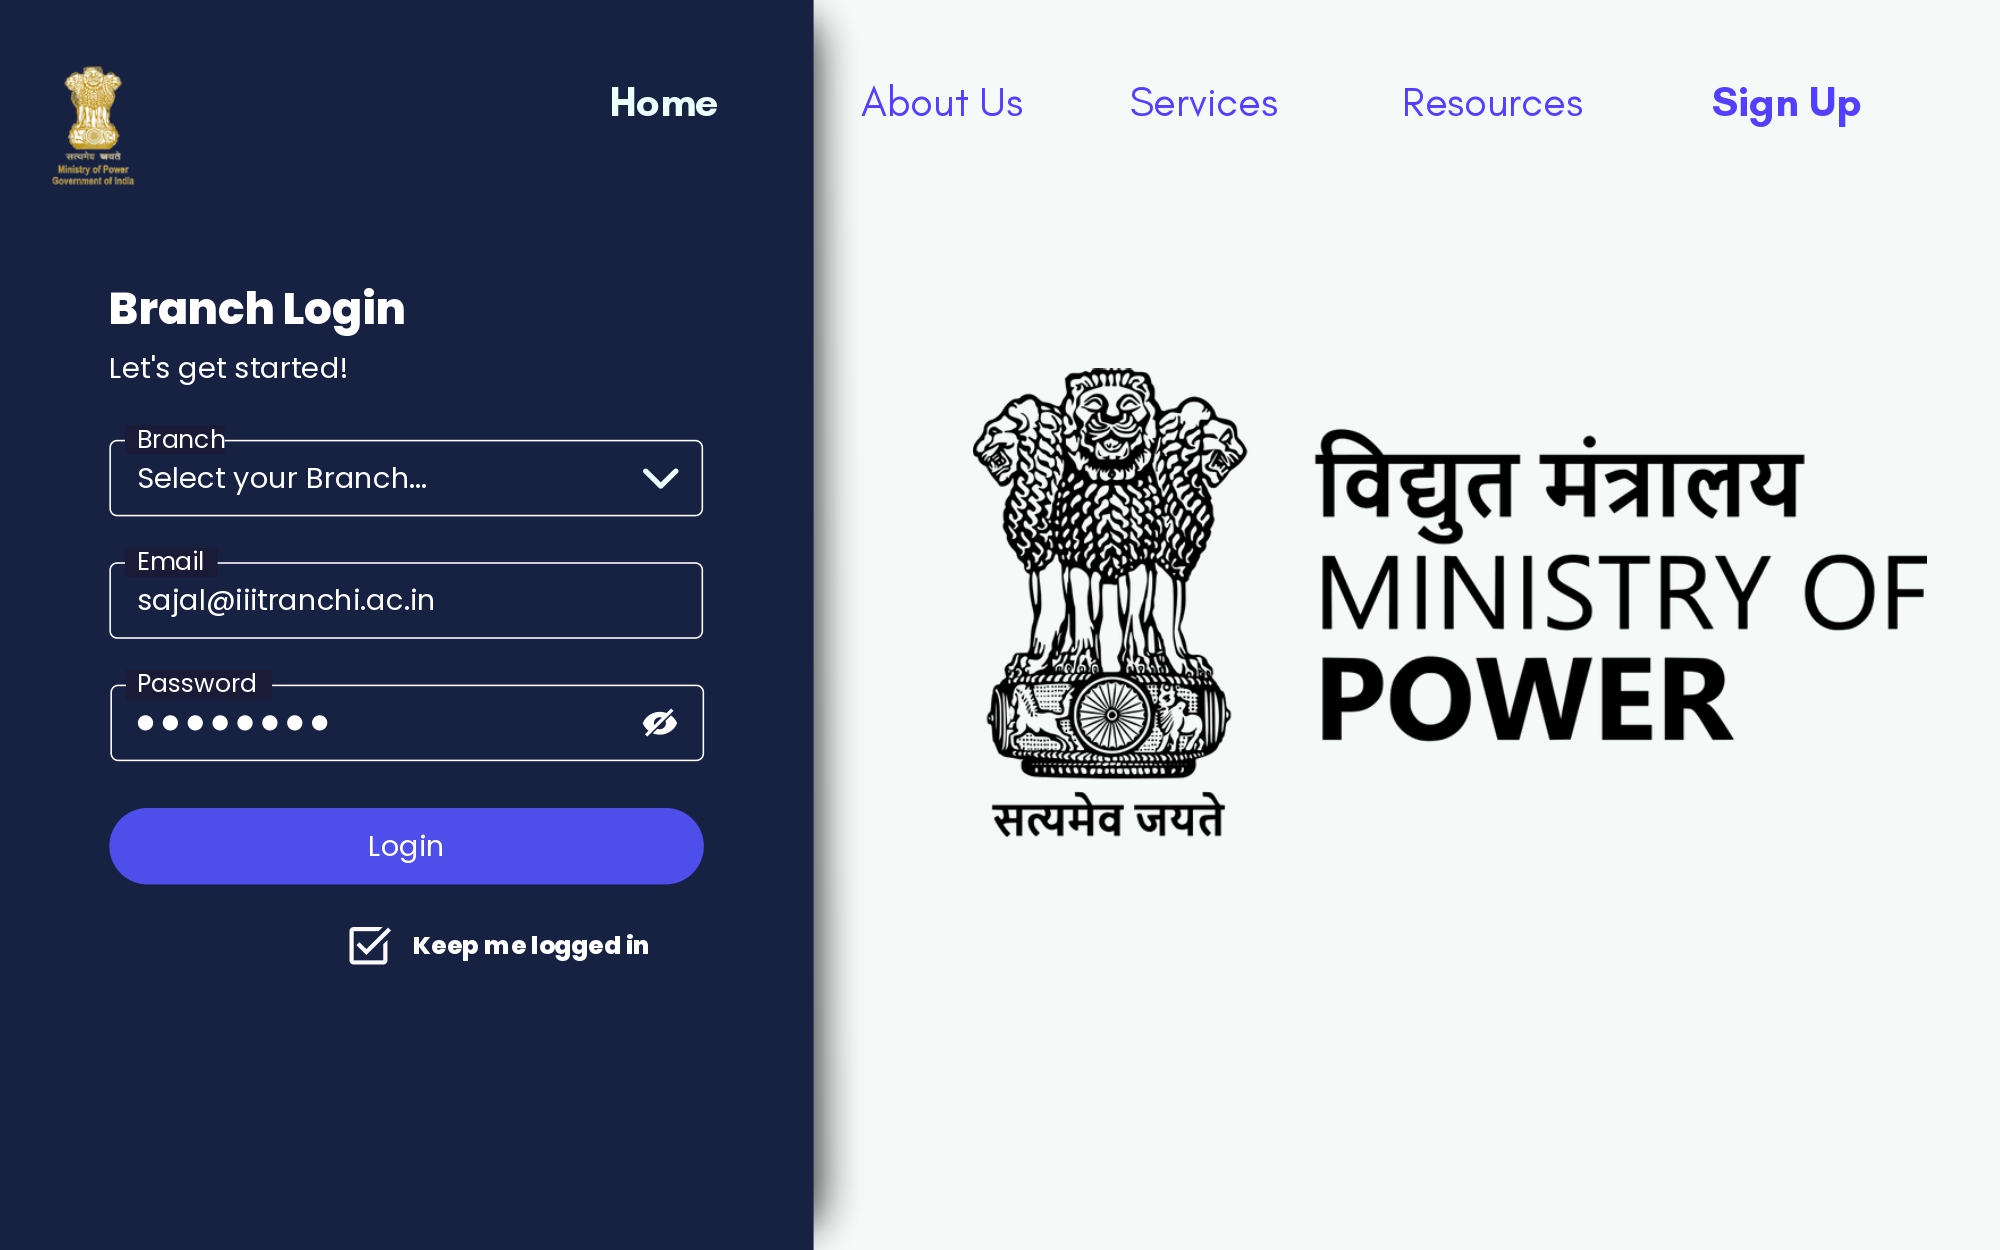 Home
About Us
Services
Resources
Sign Up
सत्यमेव जयते
Ministry of Power
Government of India
Branch Login
Let's get started!
Branch
Select your Branch...
Email
sajal@iiitranchi.ac.in
Password
Login
Keep me logged in
विद्युत मंत्रालय
MINISTRY OF
POWER
सत्यमेव जयते